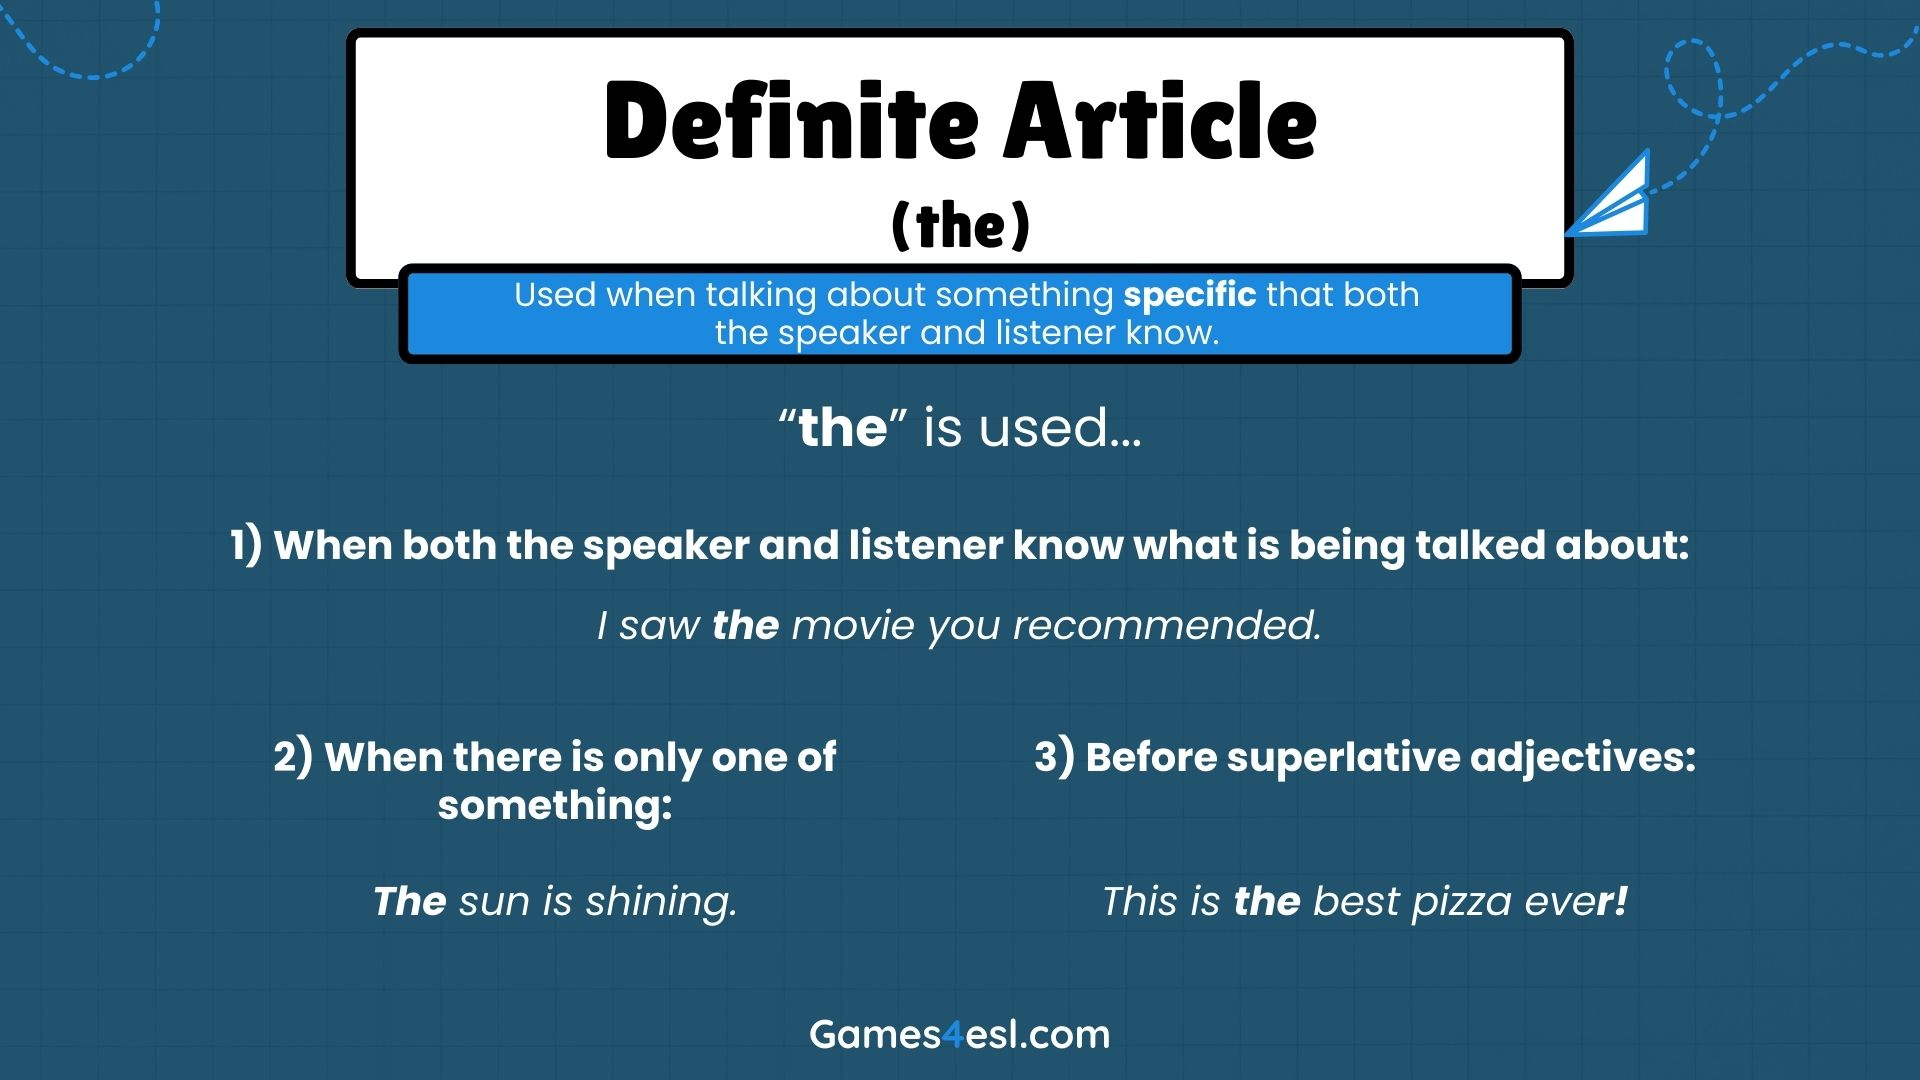 Definite Article
(the)
Used when talking about something specific that both
the speaker and listener know.
“the” is used...
1) When both the speaker and listener know what is being talked about:
I saw the movie you recommended.
2) When there is only one of
something:
The sun is shining.
3) Before superlative adjectives:
This is the best pizza ever!
Games4esl.com